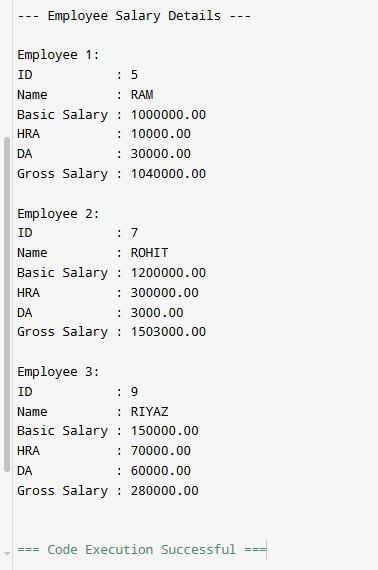 --- Employee Salary Details ---
Employee 1:
ID           : 5
Name         : RAM
Basic Salary : 1000000.00
HRA          : 10000.00
DA           : 30000.00
Gross Salary : 1040000.00
Employee 2:
ID           : 7
Name         : ROHIT
Basic Salary : 1200000.00
HRA          : 300000.00
DA           : 3000.00
Gross Salary : 1503000.00
Employee 3:
ID           : 9
Name         : RIYAZ
Basic Salary : 150000.00
HRA          : 70000.00
DA           : 60000.00
Gross Salary : 280000.00
=== Code Execution Successful ===